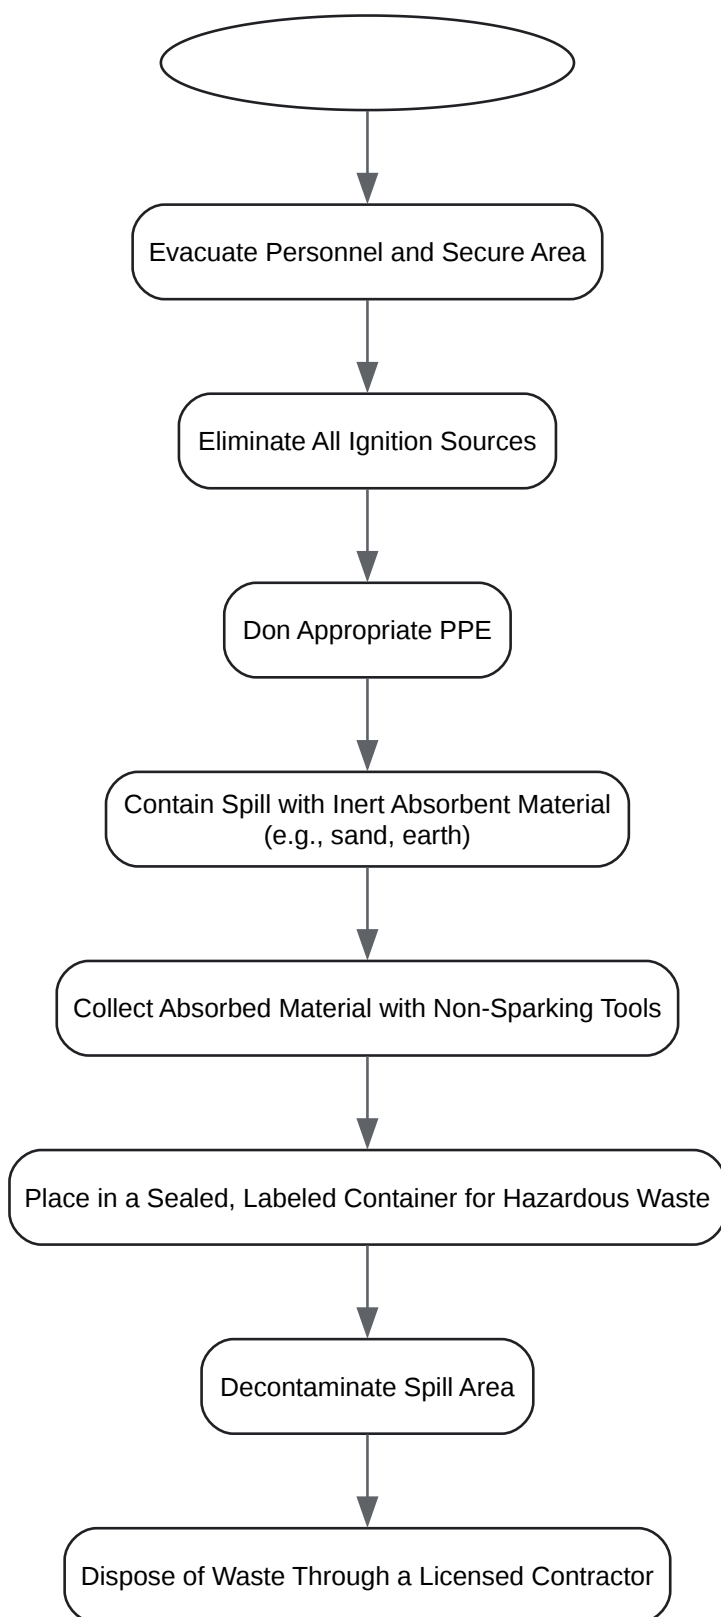 Evacuate Personnel and Secure Area
Eliminate All Ignition Sources
Don Appropriate PPE
Contain Spill with Inert Absorbent Material
(e.g., sand, earth)
Collect Absorbed Material with Non-Sparking Tools
Place in a Sealed, Labeled Container for Hazardous Waste
Decontaminate Spill Area
Dispose of Waste Through a Licensed Contractor